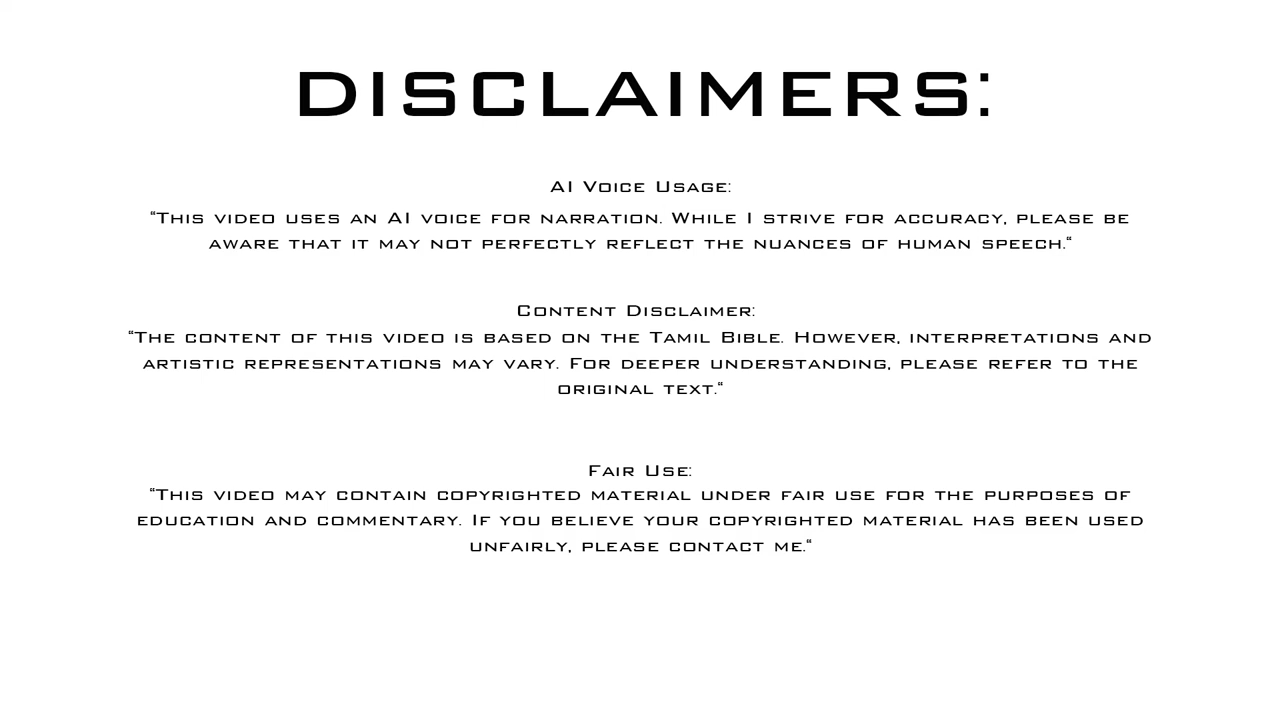 DISCLAIMERS:
AI Voice Usage:
“This video uses an AI voice for narration. While I strive for accuracy, please be
aware that it may not perfectly reflect the nuances of human speech.“
Content Disclaimer:
“The content of this video is based on the Tamil Bible. However, interpretations and
artistic representations may vary. For deeper understanding, please refer to the
original text.“
Fair Use:
“This video may contain copyrighted material under fair use for the purposes of
education and commentary. If you believe your copyrighted material has been used
unfairly, please contact me.“